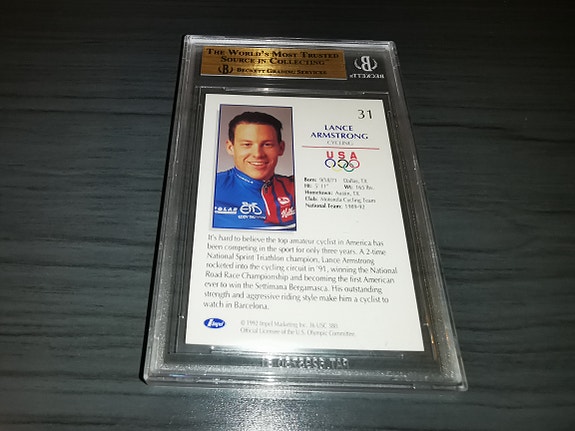 THE WORLD'S MOST TRUSTED
SOURCE IN COLLECTING
B BECKETT GRADING SERVICES
B
BECKETT
31
LANCE
ARMSTRONG
CYCLING
USA
Born: 9/18/71 Dallas, TX
Ht: 5' 11" Wt: 165 lbs.
Hometown: Austin, TX
Club: Motorola Cycling Team
National Team: 1989-92
POLAR
It's hard to believe the top amateur cyclist in America has
been competing in the sport for only three years. A 2-time
National Sprint Triathlon champion, Lance Armstrong
rocketed into the cycling circuit in '91, winning the National
Road Race Championship and becoming the first American
ever to win the Settimana Bergamasca. His outstanding
strength and aggressive riding style make him a cyclist to
watch in Barcelona.
Impel
© 1992 Impel Marketing Inc. 36 USC 380
Official Licensee of the U.S. Olympic Committee.